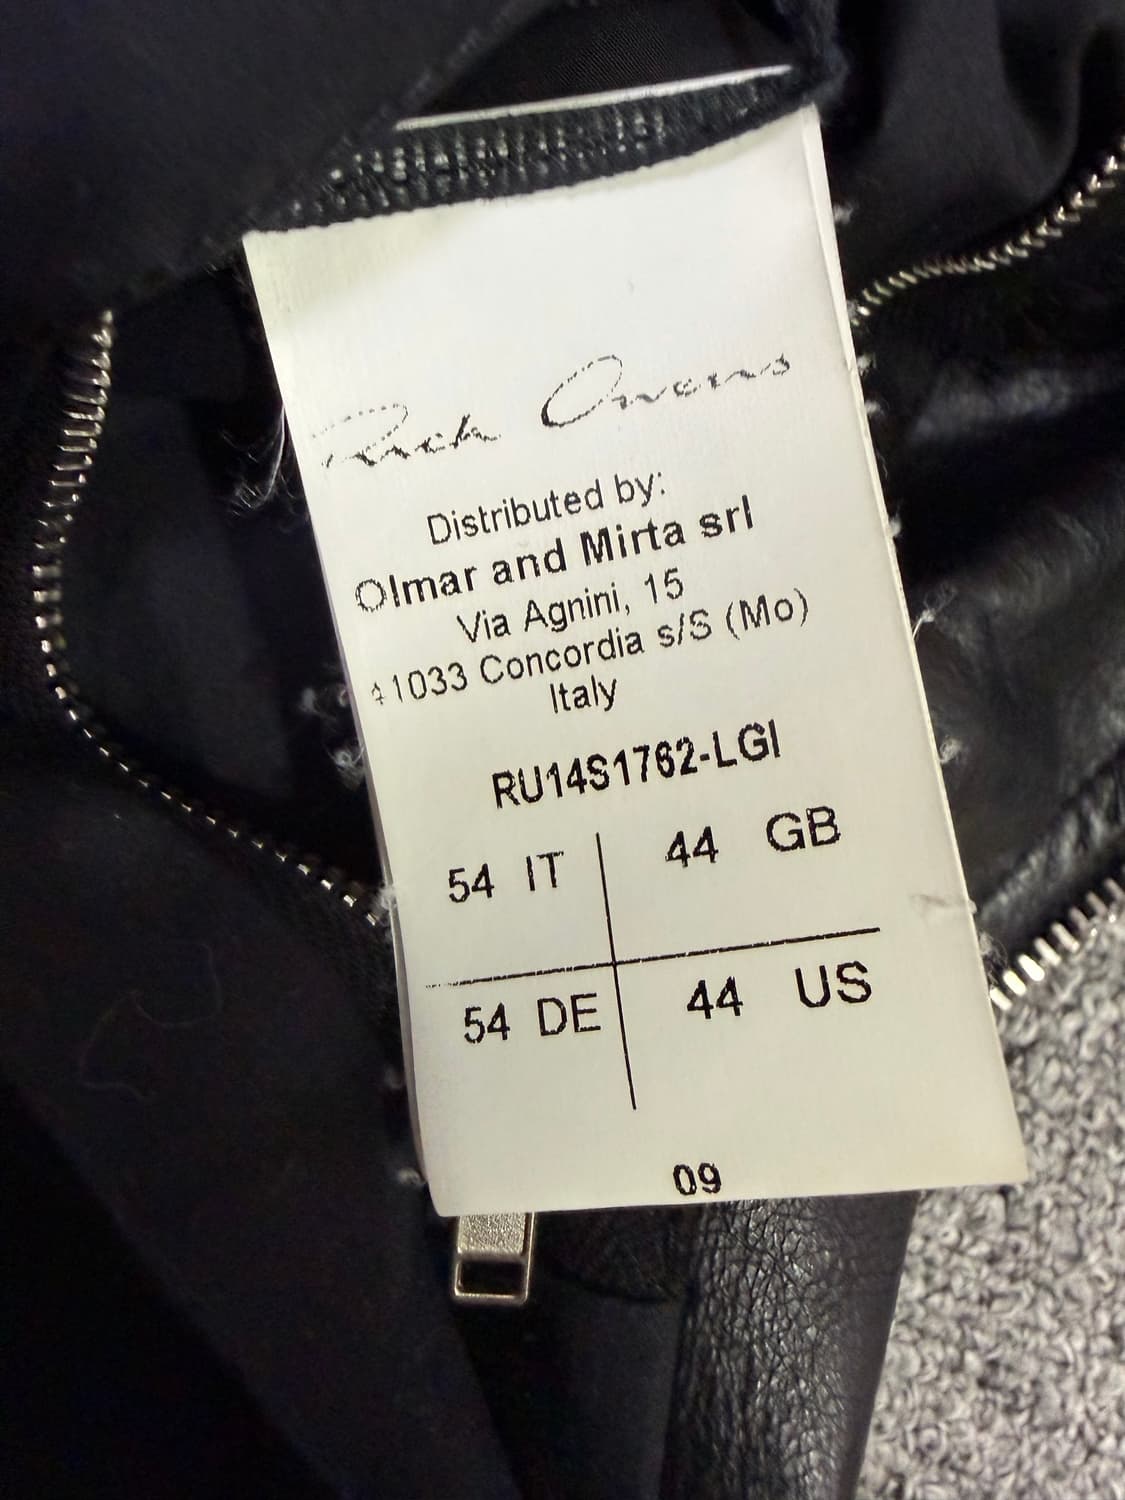 Rick Owens
Distributed by:
Olmar and Mirta srl
Via Agnini, 15
41033 Concordia s/S (Mo)
Italy
RU14S1762-LGI
54 IT 44 GB
54 DE 44 US
09